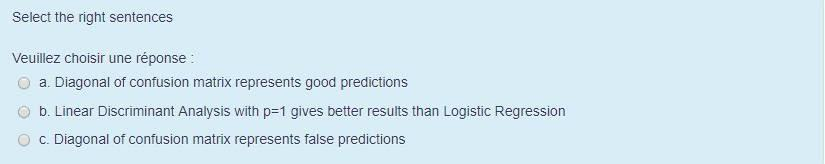 Select the right sentences
Veuillez choisir une réponse :
a. Diagonal of confusion matrix represents good predictions
b. Linear Discriminant Analysis with p=1 gives better results than Logistic Regression
c. Diagonal of confusion matrix represents false predictions